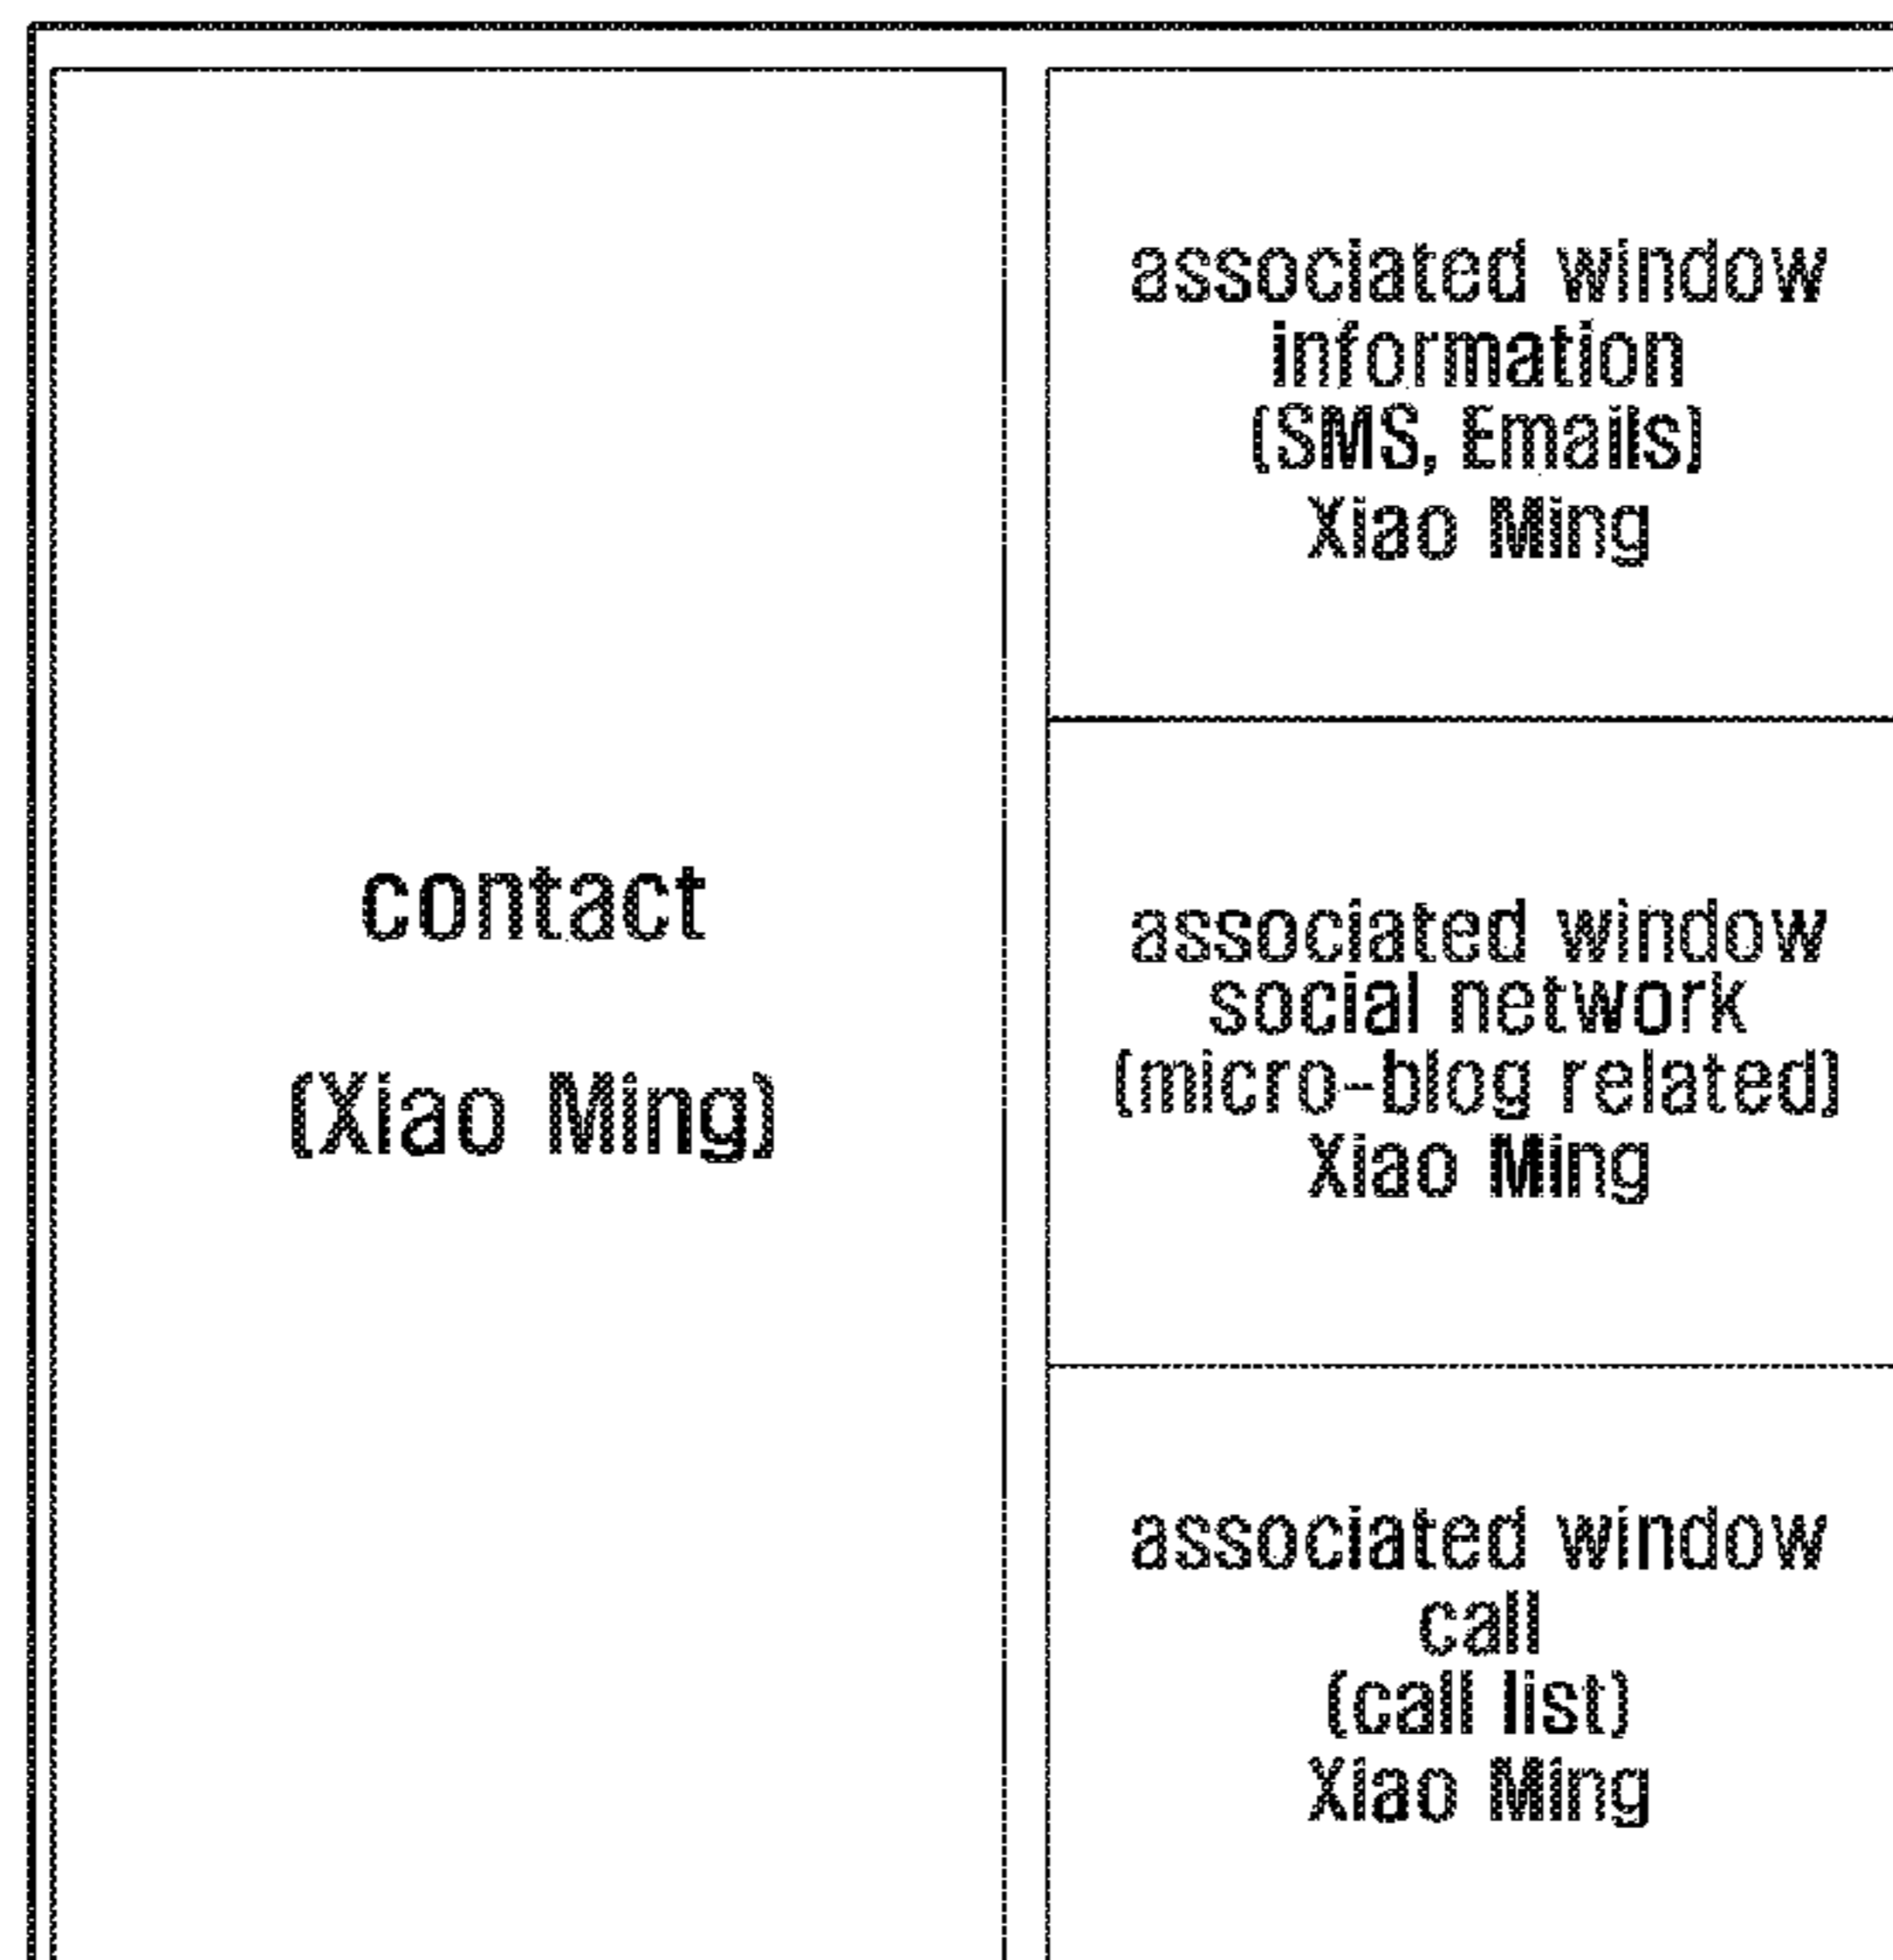 contact
(Xiao Ming)
associated window
information
(SMS, Emails)
Xiao Ming
associated window
social network
(micro-blog related)
Xiao Ming
associated window
call
(call list)
Xiao Ming